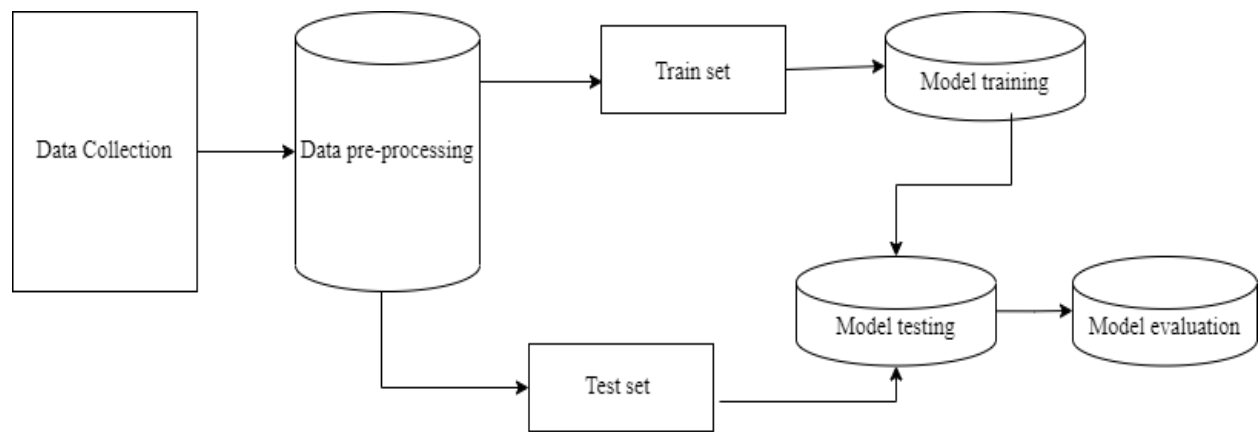 Data Collection
Data pre-processing
Train set
Model training
Model testing
Model evaluation
Test set